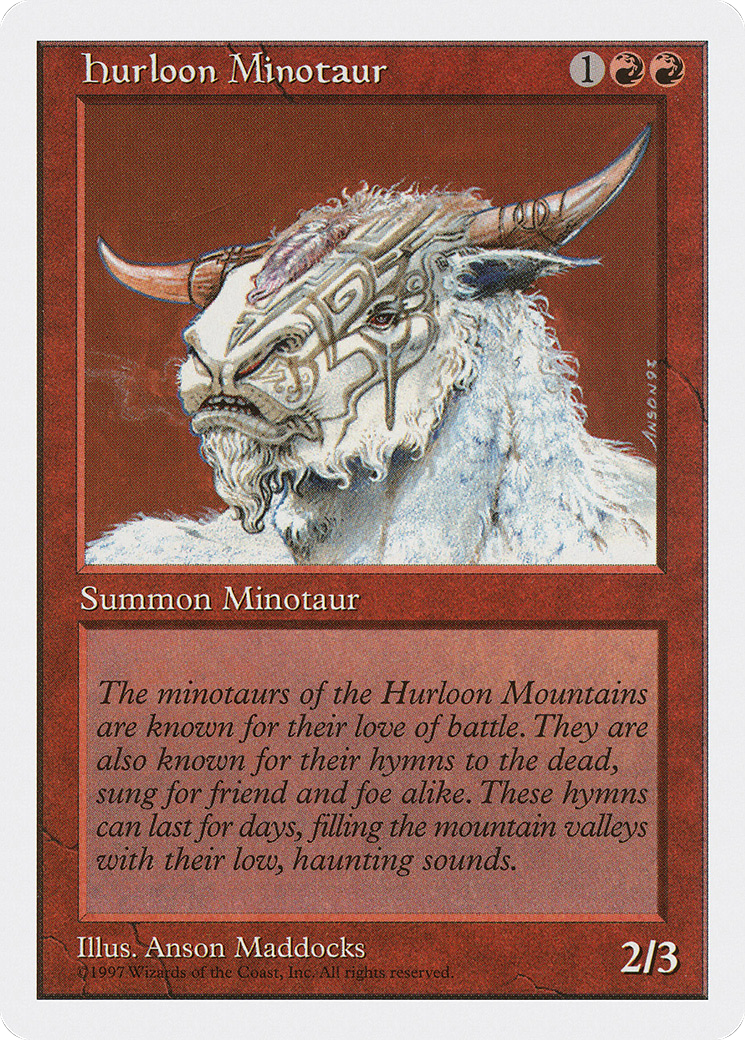 Hurloon Minotaur 1
ANSON93
Summon Minotaur
The minotaurs of the Hurloon Mountains
are known for their love of battle. They are
also known for their hymns to the dead,
sung for friend and foe alike. These hymns
can last for days, filling the mountain valleys
with their low, haunting sounds.
Illus. Anson Maddocks
©1997 Wizards of the Coast, Inc. All rights reserved.
2/3